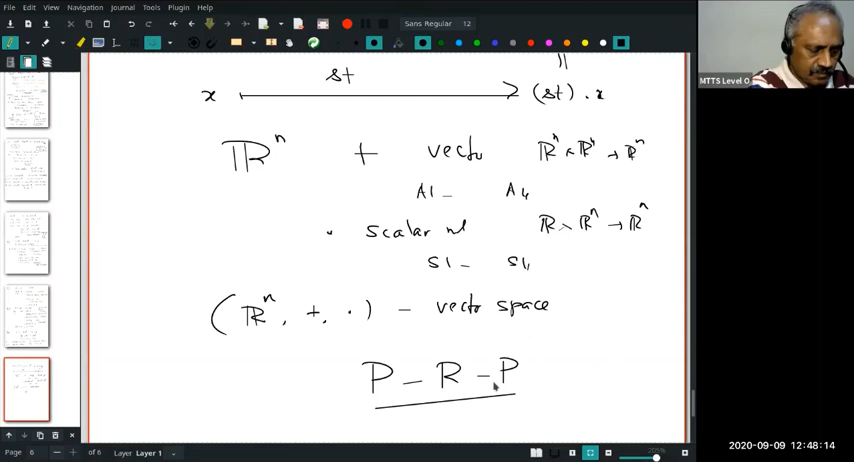 File Edit View Navigation Journal Tools Plugin Help
Sans Regular 12
MTTS Level O
st
||
x (st) . x
ℝⁿ + vecto ℝⁿ × ℝⁿ → ℝⁿ
A1 – A4
. scalar ml ℝ × ℝⁿ → ℝⁿ
S1 – S4
(ℝⁿ, +, ·) – vecto space
P – R – P
2020-09-09 12:48:14
Page 6 of 6 Layer Layer 1